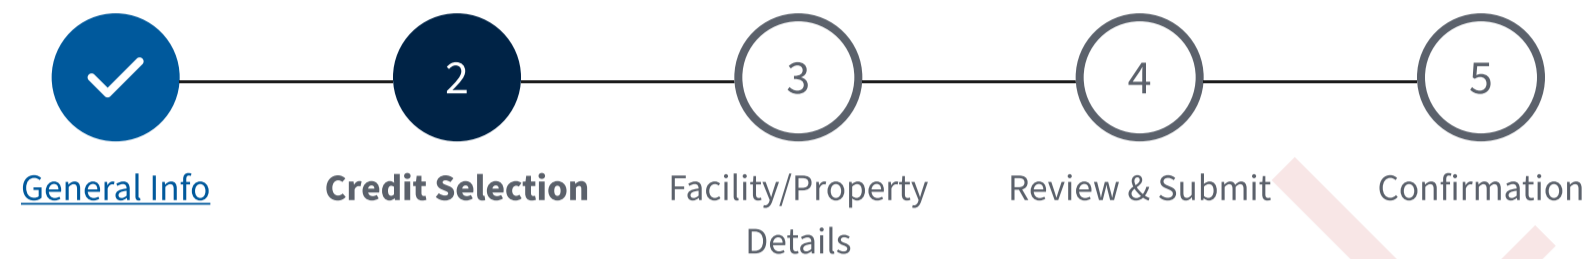 2
3
4
5
General Info
Credit Selection
Facility/Property
Details
Review & Submit
Confirmation